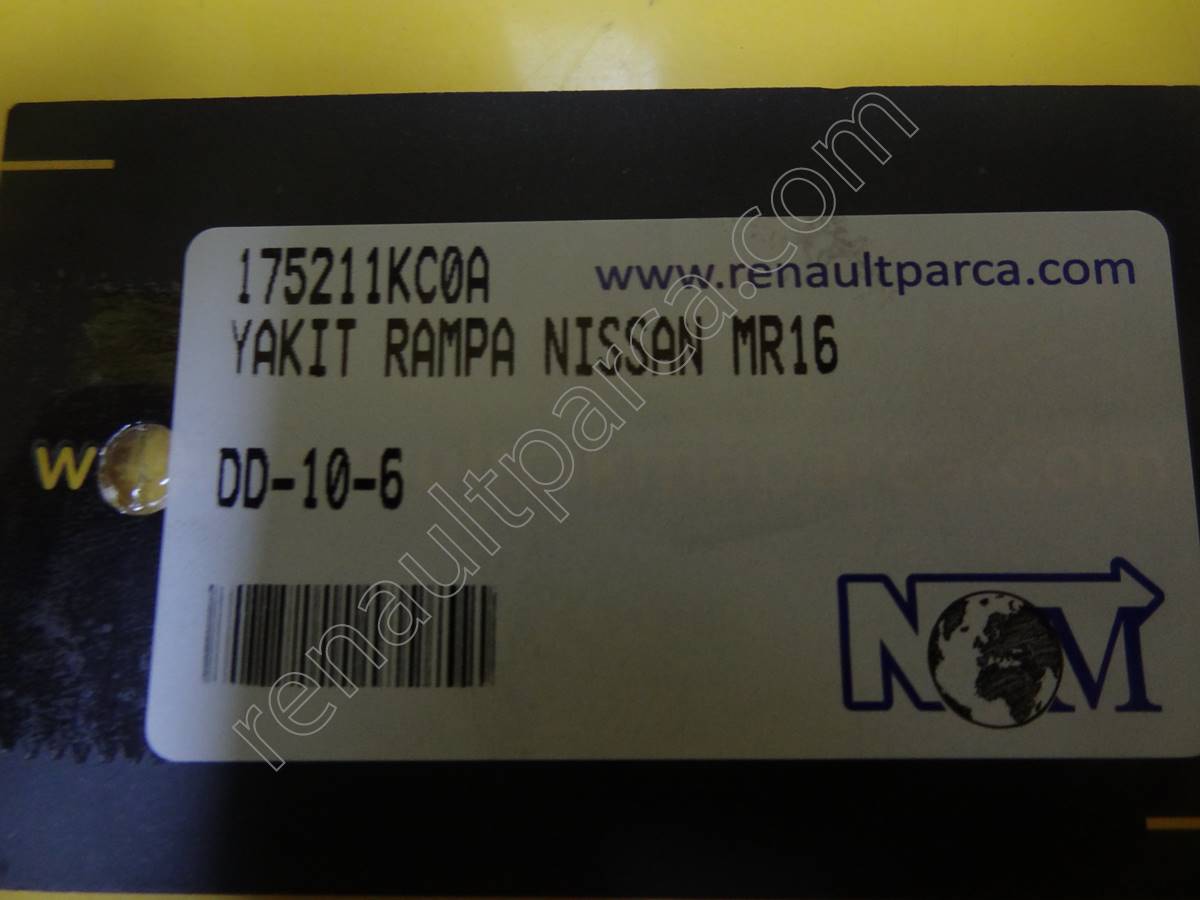 175211KC0A
www.renaultparca.com
YAKIT RAMPA NISSAN MR16
DD-10-6
NOM
w
renaultparca.com